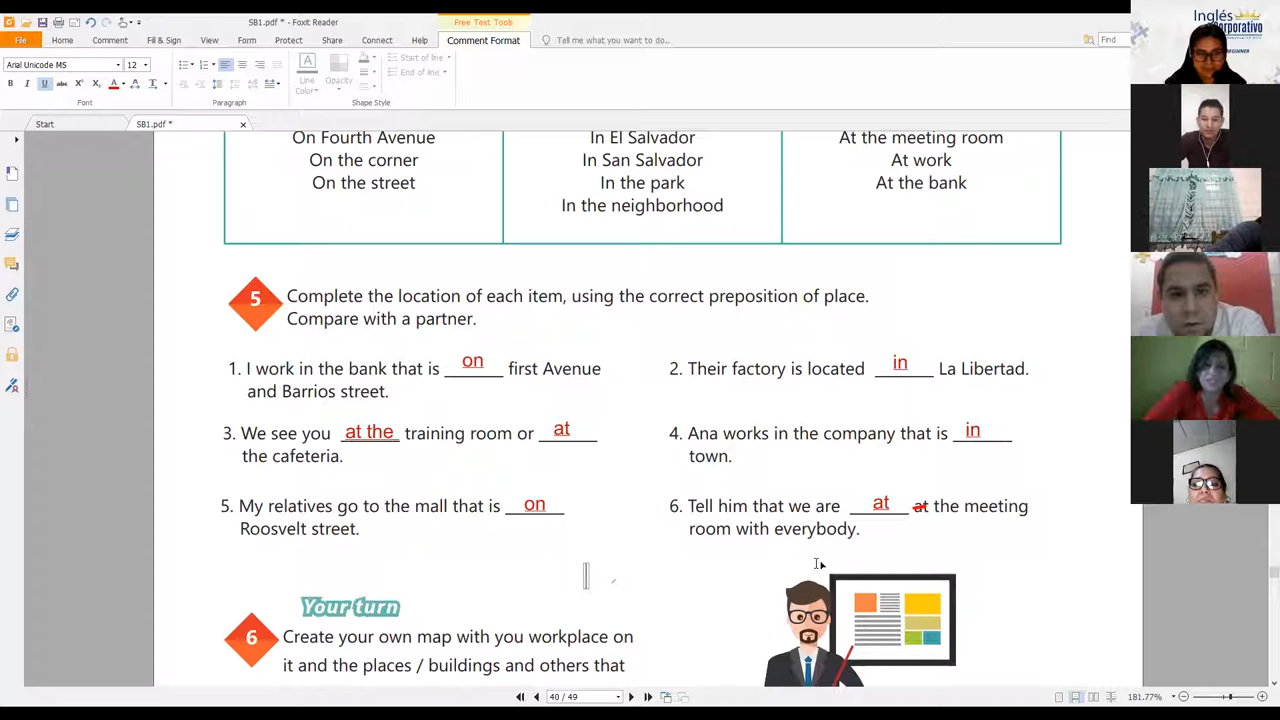 SB1.pdf * - Foxit Reader
Free Text Tools
File Home Comment Fill & Sign View Form Protect Share Connect Help Comment Format Tell me what you want to do... Find
Arial Unicode MS 12
Line Color
Opacity
Start of line
End of line
Font Paragraph Shape Style
Start SB1.pdf *
On Fourth Avenue
On the corner
On the street
In El Salvador
In San Salvador
In the park
In the neighborhood
At the meeting room
At work
At the bank
5 Complete the location of each item, using the correct preposition of place.
Compare with a partner.
1. I work in the bank that is on first Avenue
and Barrios street.
2. Their factory is located in La Libertad.
3. We see you at the training room or at
the cafeteria.
4. Ana works in the company that is in
town.
5. My relatives go to the mall that is on
Roosvelt street.
6. Tell him that we are at at the meeting
room with everybody.
Your turn
6 Create your own map with you workplace on
it and the places / buildings and others that
40 / 49
181.77%
Inglés
Corporativo